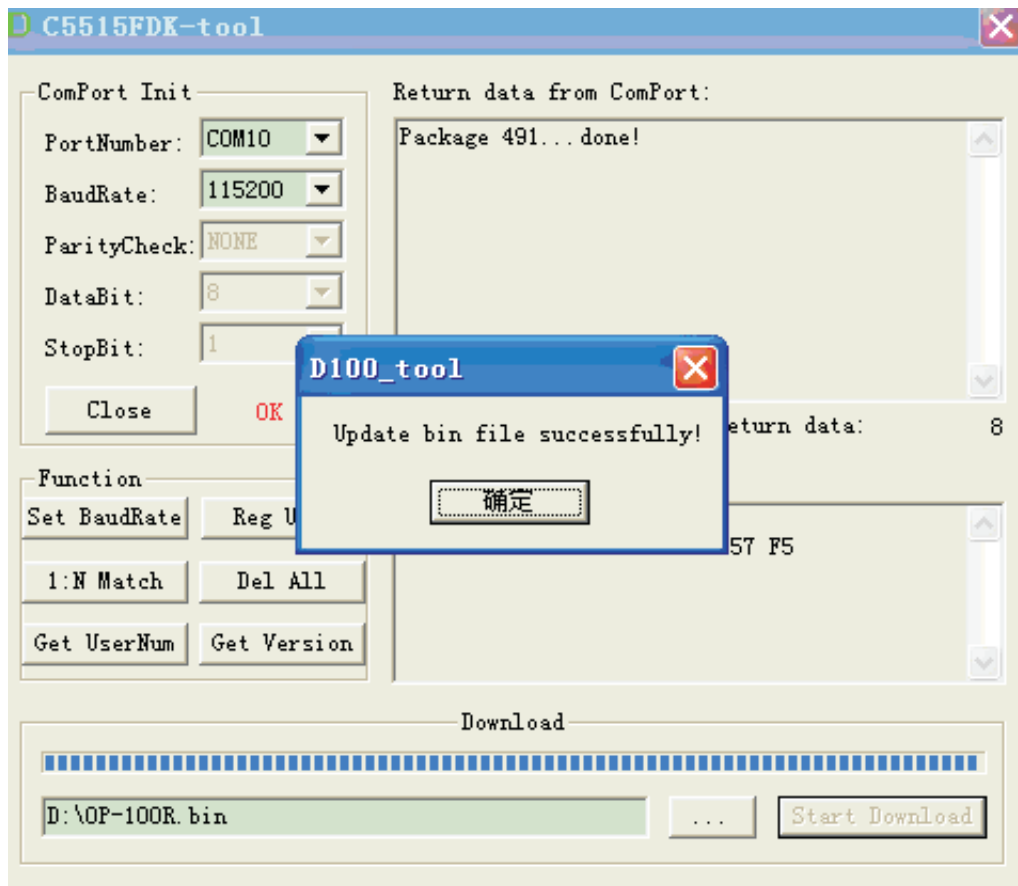 C5515FDK-tool
ComPort Init
PortNumber: COM10
BaudRate: 115200
ParityCheck: NONE
DataBit: 8
StopBit: 1
Close OK
Return data from ComPort:
Package 491...done!
eturn data: 8
D100_tool
Update bin file successfully!
确定
57 F5
Function
Set BaudRate Reg U
1:N Match Del All
Get UserNum Get Version
Download
D:\OP-100R.bin ... Start Download